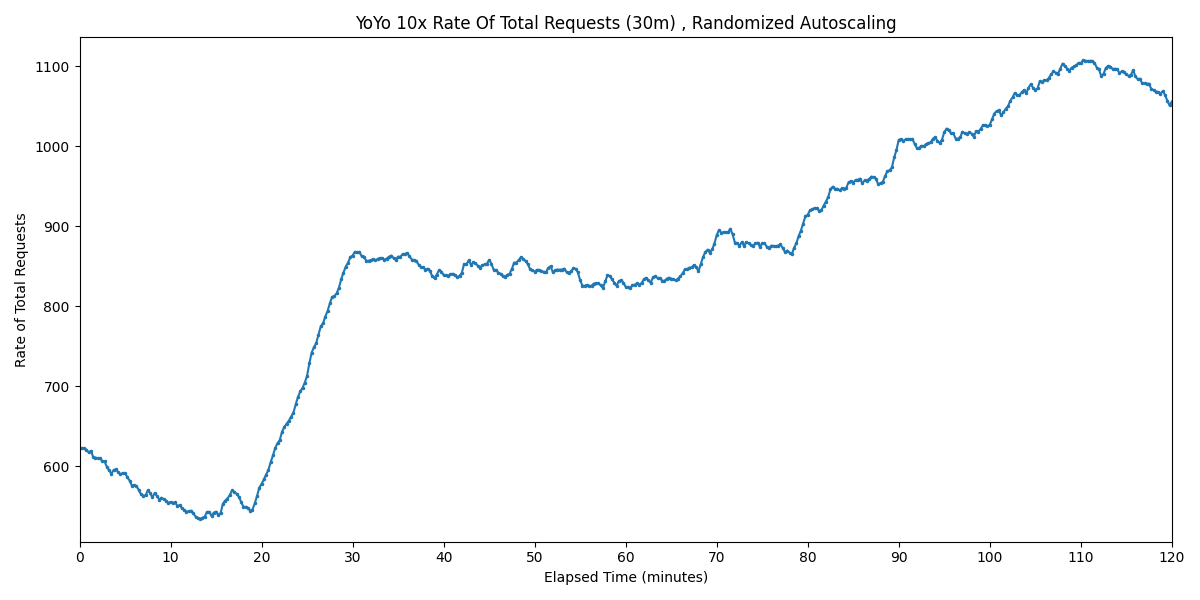 YoYo 10x Rate Of Total Requests (30m) , Randomized Autoscaling
Rate of Total Requests
1100
1000
900
800
700
600
0 10 20 30 40 50 60 70 80 90 100 110 120
Elapsed Time (minutes)